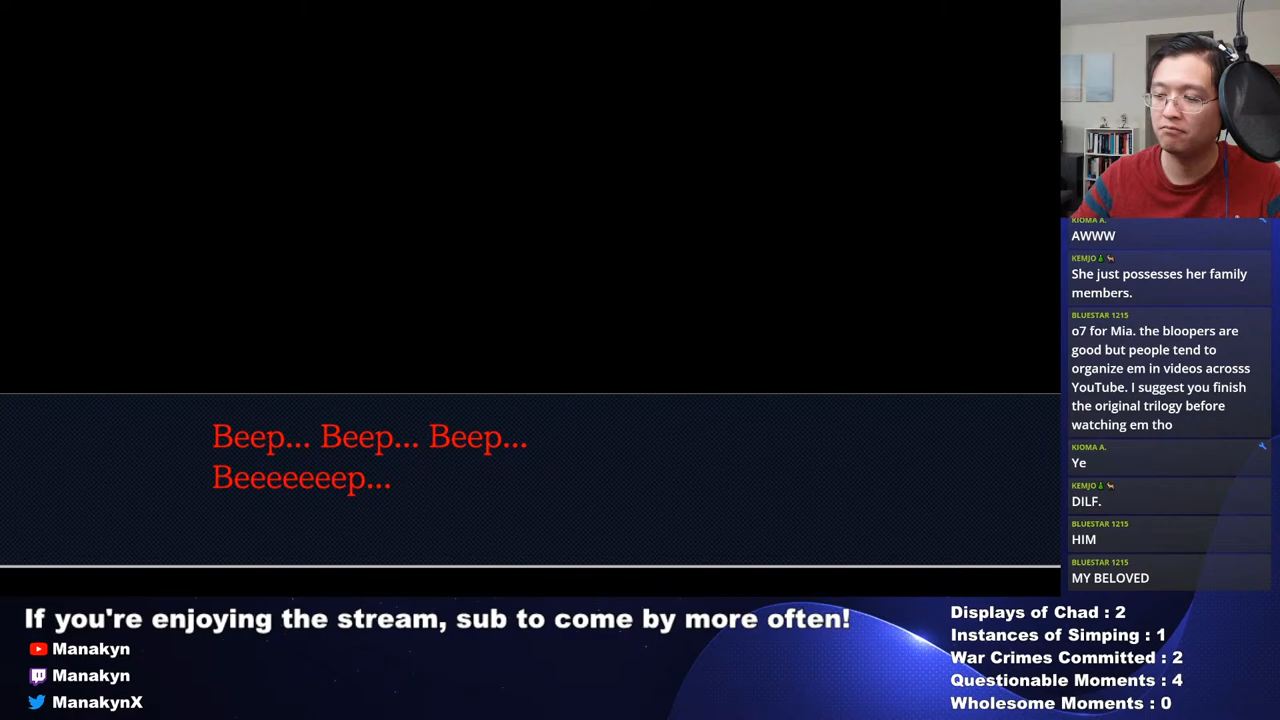 Beep... Beep... Beep...
Beeeeeeep...
KIOMA A.
AWWW
KEMJO
She just possesses her family
members.
BLUESTAR 1215
o7 for Mia. the bloopers are
good but people tend to
organize em in videos acrosss
YouTube. I suggest you finish
the original trilogy before
watching em tho
KIOMA A.
Ye
KEMJO
DILF.
BLUESTAR 1215
HIM
BLUESTAR 1215
MY BELOVED
If you're enjoying the stream, sub to come by more often!
Manakyn
Manakyn
ManakynX
Displays of Chad : 2
Instances of Simping : 1
War Crimes Committed : 2
Questionable Moments : 4
Wholesome Moments : 0